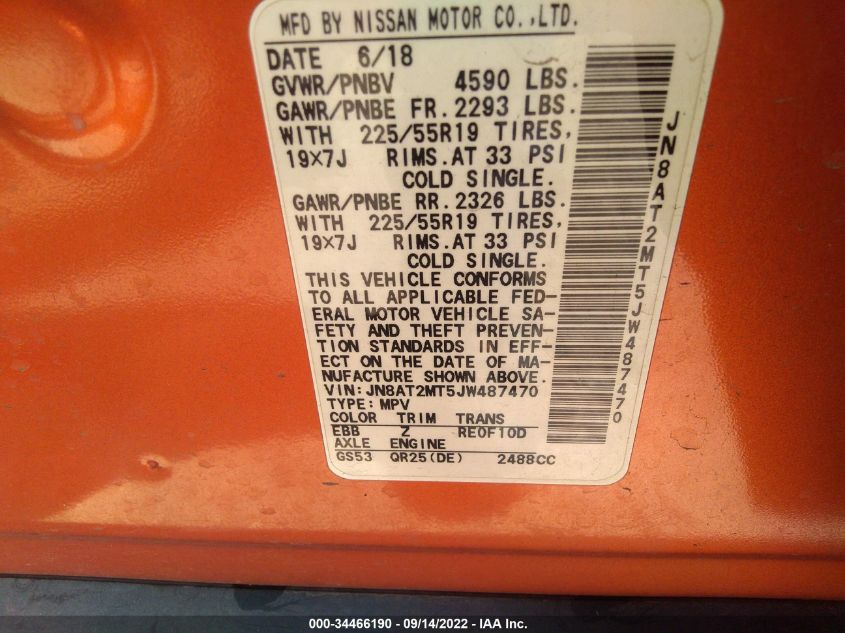 MFD BY NISSAN MOTOR CO.,LTD.
DATE 6/18
GVWR/PNBV 4590 LBS.
GAWR/PNBE FR. 2293 LBS.
WITH 225/55R19 TIRES,
19×7J RIMS.AT 33 PSI
COLD SINGLE.
GAWR/PNBE RR. 2326 LBS.
WITH 225/55R19 TIRES,
19×7J RIMS.AT 33 PSI
COLD SINGLE.
THIS VEHICLE CONFORMS
TO ALL APPLICABLE FED-
ERAL MOTOR VEHICLE SA-
FETY AND THEFT PREVEN-
TION STANDARDS IN EFF-
ECT ON THE DATE OF MA-
NUFACTURE SHOWN ABOVE.
VIN:JN8AT2MT5JW487470
TYPE:MPV
COLOR TRIM TRANS
EBB Z RE0F10D
AXLE ENGINE
GS53 QR25(DE) 2488CC
JN8AT2MT5JW487470
000-34466190 - 09/14/2022 - IAA Inc.